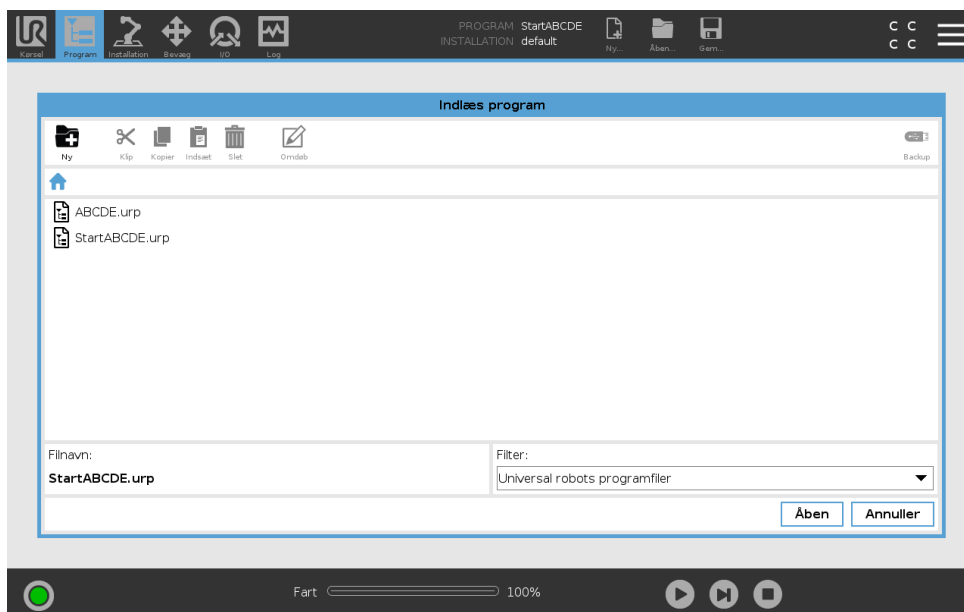 PROGRAM StartABCDE
INSTALLATION default
C C
C C
Kørsel Program Installation Bevæg I/O Log Ny... Åben... Gem...
Indlæs program
Ny Klip Kopier Indsæt Slet Omdøb Backup
ABCDE.urp
StartABCDE.urp
Filnavn: Filter:
StartABCDE.urp Universal robots programfiler
Åben Annuller
Fart 100%